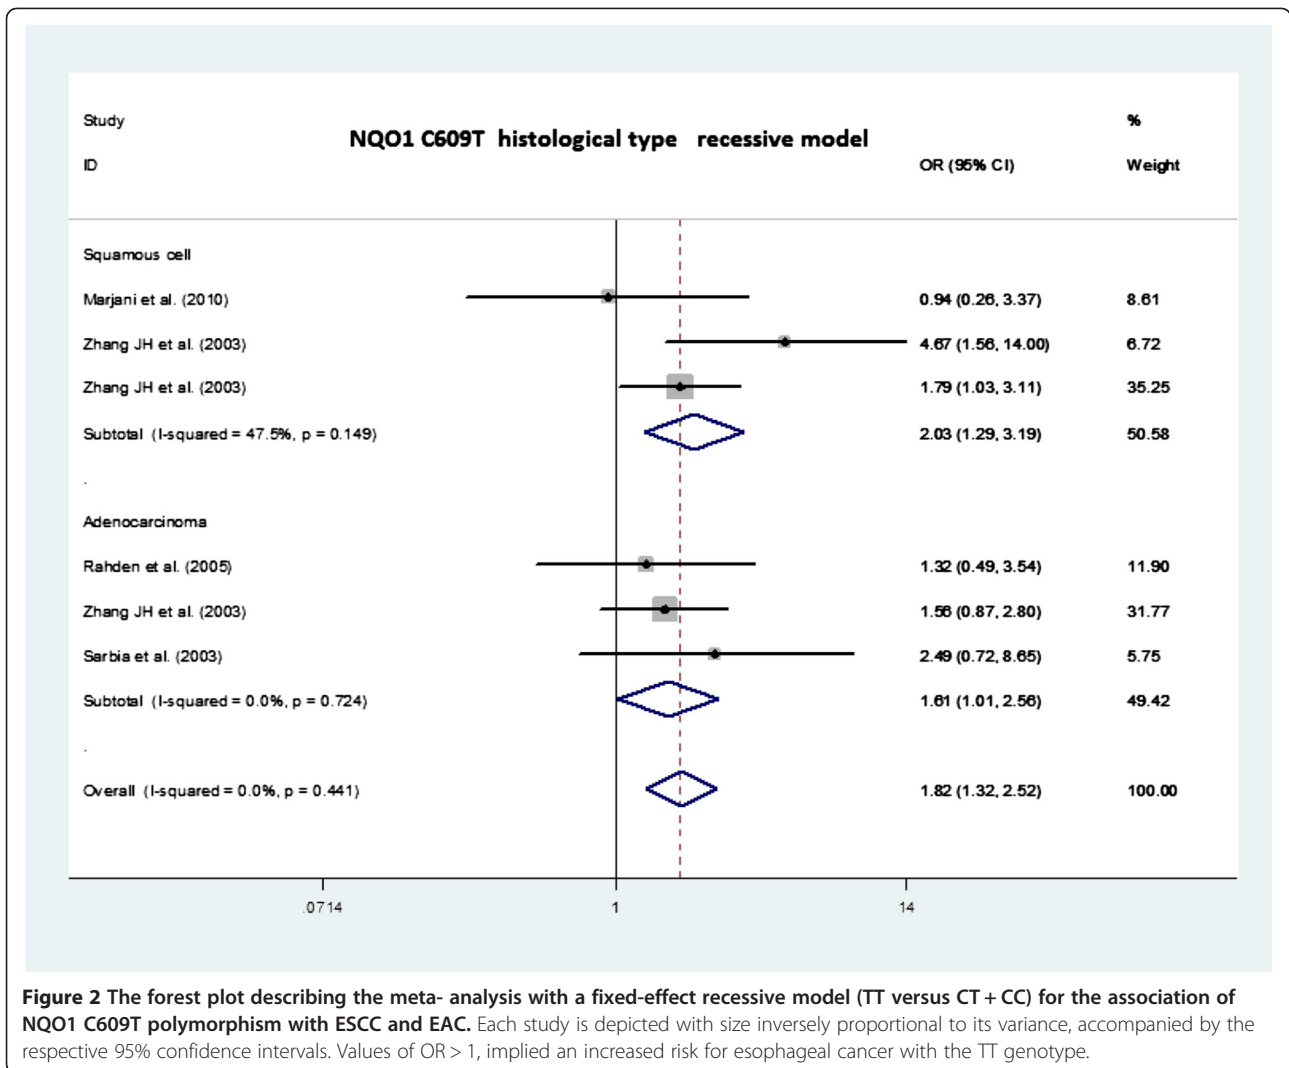 Study
%
NQO1 C609T histological type recessive model
ID
OR (95% CI)
Weight
Squamous cell
Marjani et al. (2010) 0.94 (0.26, 3.37) 8.61
Zhang JH et al. (2003) 4.67 (1.56, 14.00) 6.72
Zhang JH et al. (2003) 1.79 (1.03, 3.11) 35.25
Subtotal (I-squared = 47.5%, p = 0.149) 2.03 (1.29, 3.19) 50.58
.
Adenocarcinoma
Rahden et al. (2005) 1.32 (0.49, 3.54) 11.90
Zhang JH et al. (2003) 1.56 (0.87, 2.80) 31.77
Sarbia et al. (2003) 2.49 (0.72, 8.65) 5.75
Subtotal (I-squared = 0.0%, p = 0.724) 1.61 (1.01, 2.56) 49.42
.
Overall (I-squared = 0.0%, p = 0.441) 1.82 (1.32, 2.52) 100.00
.0714 1 14
Figure 2 The forest plot describing the meta- analysis with a fixed-effect recessive model (TT versus CT + CC) for the association of
NQO1 C609T polymorphism with ESCC and EAC. Each study is depicted with size inversely proportional to its variance, accompanied by the
respective 95% confidence intervals. Values of OR > 1, implied an increased risk for esophageal cancer with the TT genotype.